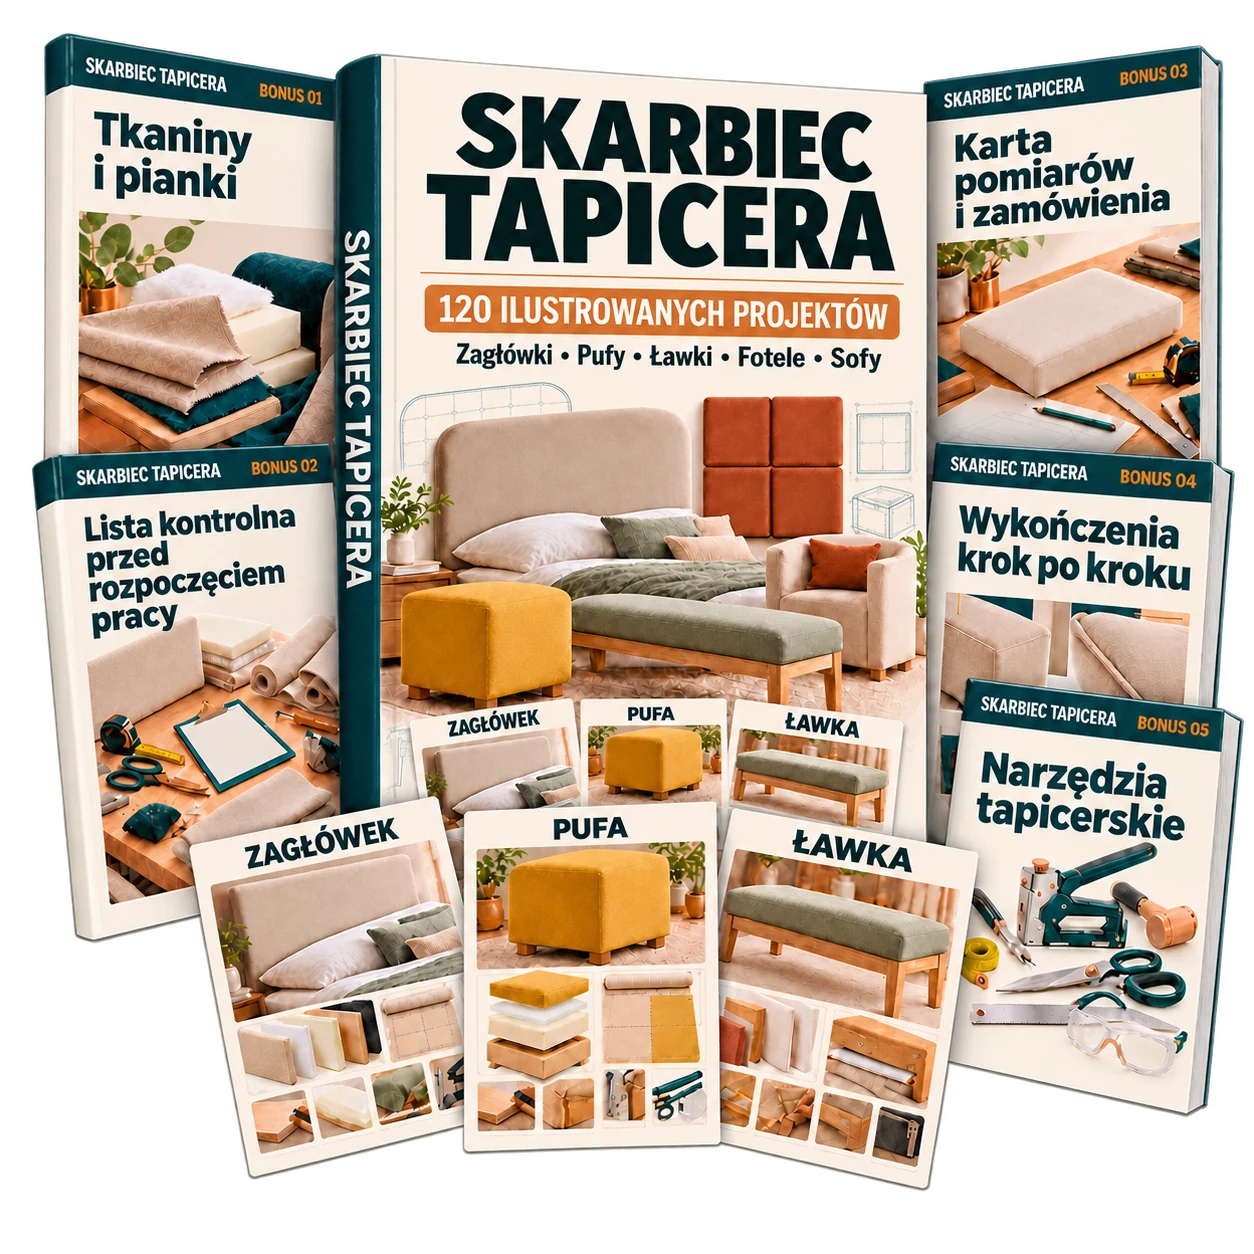 SKARBIEC TAPICERA BONUS 01
Tkaniny
i pianki
SKARBIEC TAPICERA BONUS 02
Lista kontrolna
przed
rozpoczęciem
pracy
SKARBIEC TAPICERA
SKARBIEC
TAPICERA
120 ILUSTROWANYCH PROJEKTÓW
Zagłówki • Pufy • Ławki • Fotele • Sofy
SKARBIEC TAPICERA BONUS 03
Karta
pomiarów
i zamówienia
SKARBIEC TAPICERA BONUS 04
Wykończenia
krok po kroku
SKARBIEC TAPICERA BONUS 05
Narzędzia
tapicerskie
ZAGŁÓWEK
PUFA
ŁAWKA
ZAGŁÓWEK
PUFA
ŁAWKA